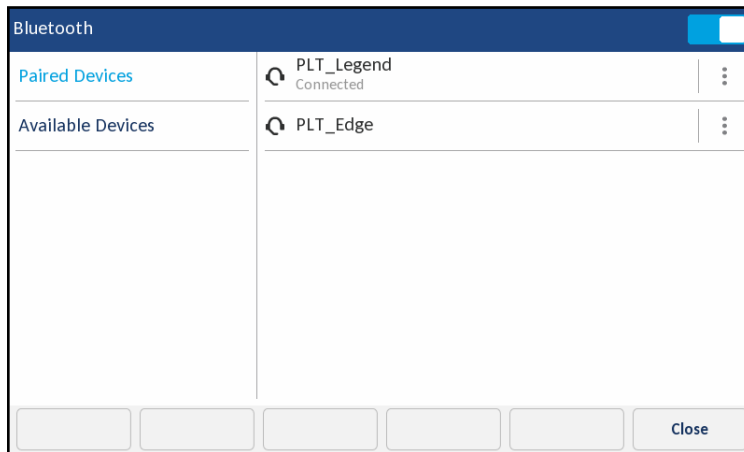 Bluetooth
Paired Devices
PLT_Legend
Connected
Available Devices
PLT_Edge
Close